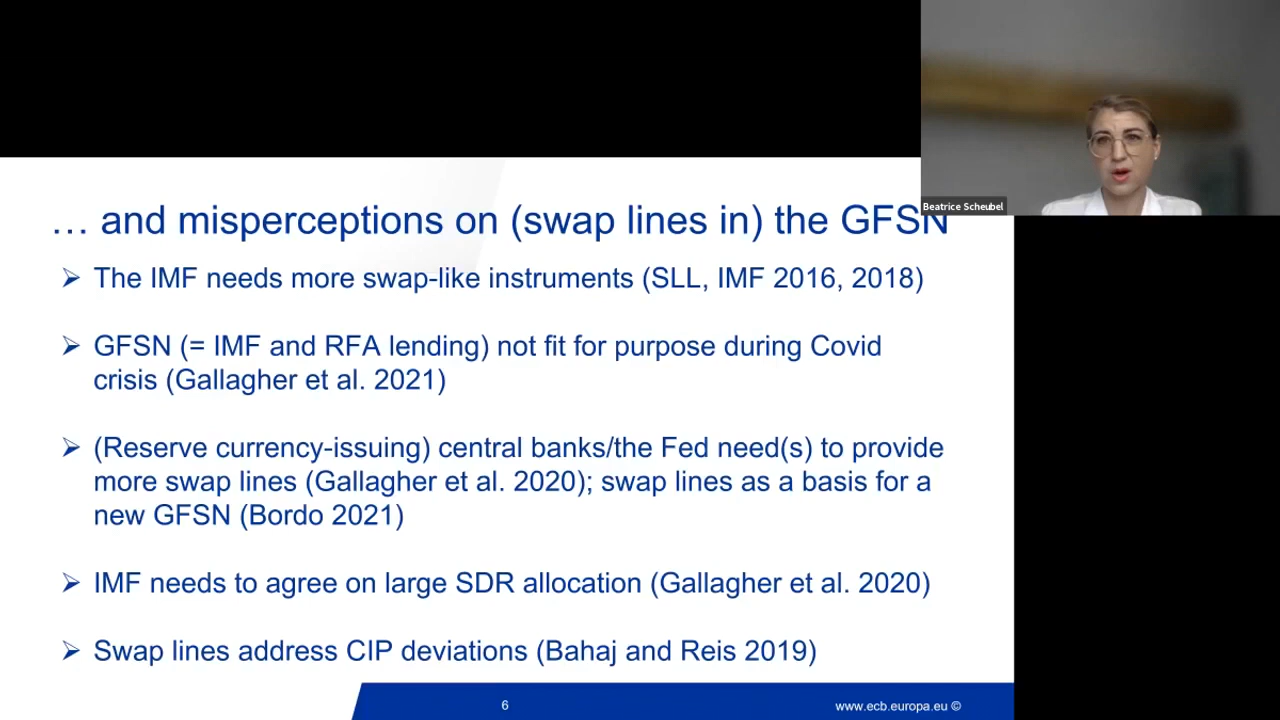 Beatrice Scheubel
… and misperceptions on (swap lines in) the GFSN
➢ The IMF needs more swap-like instruments (SLL, IMF 2016, 2018)
➢ GFSN (= IMF and RFA lending) not fit for purpose during Covid
crisis (Gallagher et al. 2021)
➢ (Reserve currency-issuing) central banks/the Fed need(s) to provide
more swap lines (Gallagher et al. 2020); swap lines as a basis for a
new GFSN (Bordo 2021)
➢ IMF needs to agree on large SDR allocation (Gallagher et al. 2020)
➢ Swap lines address CIP deviations (Bahaj and Reis 2019)
6
www.ecb.europa.eu ©